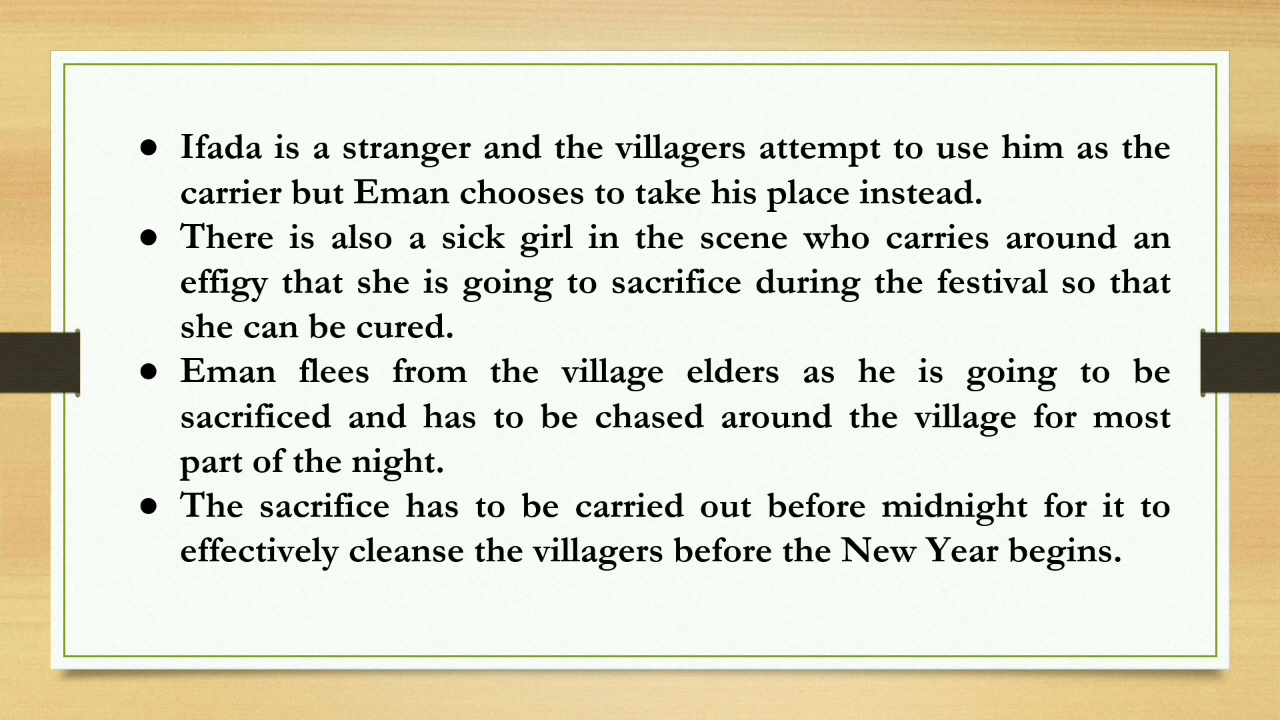 ● Ifada is a stranger and the villagers attempt to use him as the
carrier but Eman chooses to take his place instead.
● There is also a sick girl in the scene who carries around an
effigy that she is going to sacrifice during the festival so that
she can be cured.
● Eman flees from the village elders as he is going to be
sacrificed and has to be chased around the village for most
part of the night.
● The sacrifice has to be carried out before midnight for it to
effectively cleanse the villagers before the New Year begins.